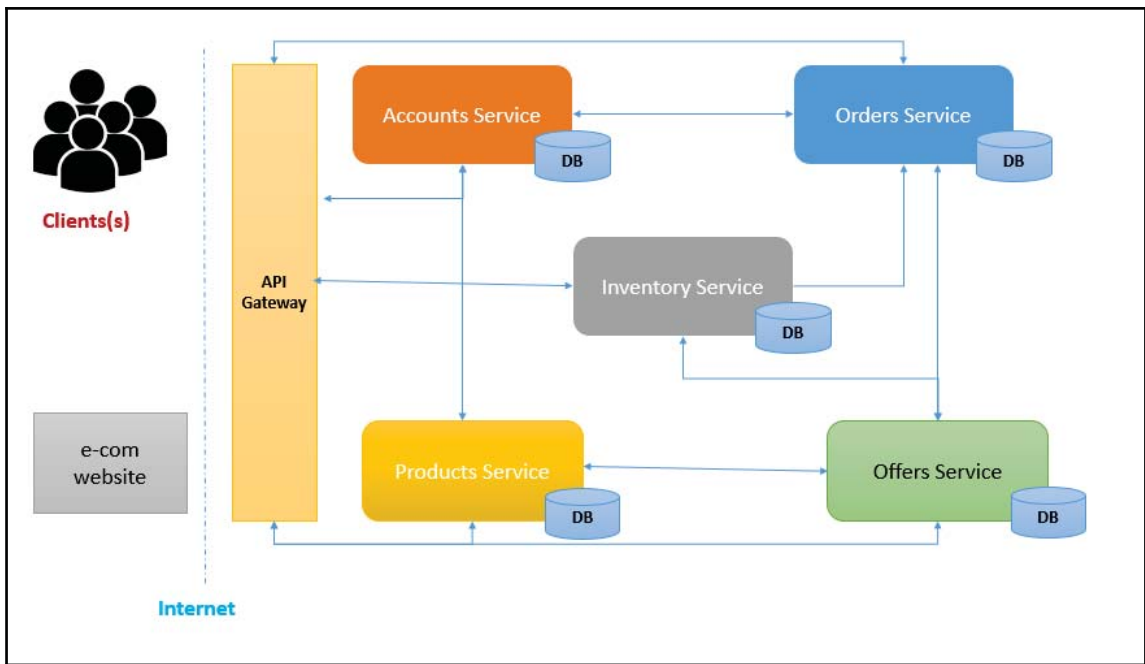 Accounts Service
DB
Orders Service
DB
Clients(s)
API
Gateway
Inventory Service
DB
e-com
website
Products Service
DB
Offers Service
DB
Internet